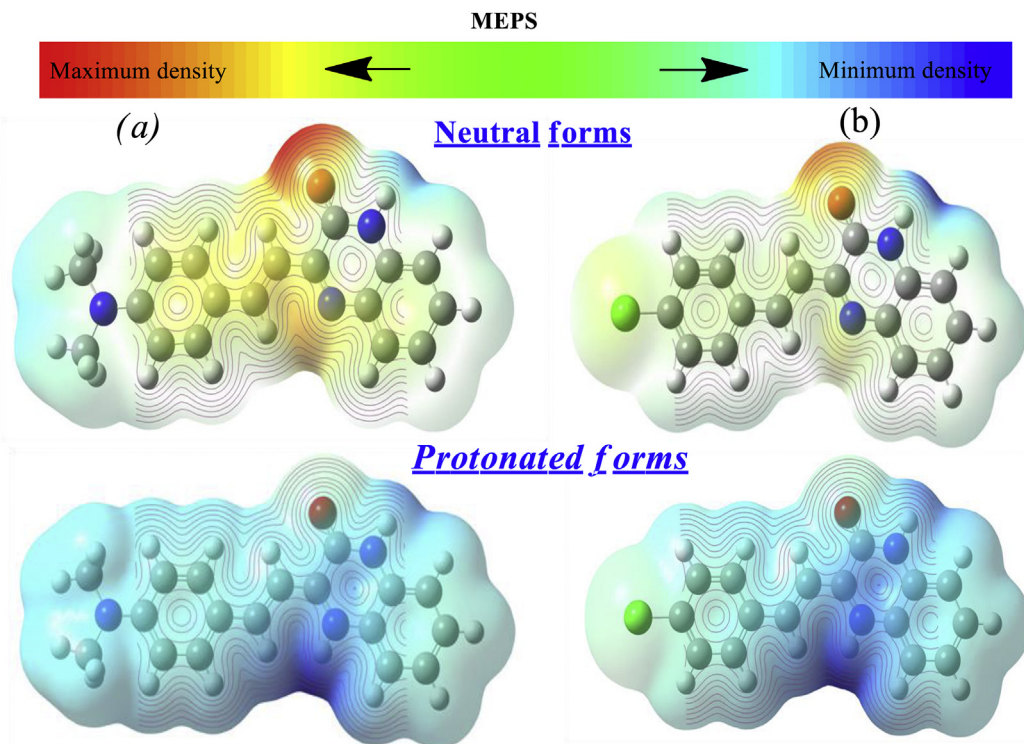 MEPS
Maximum density Minimum density
(a) (b)
Neutral forms
Protonated forms